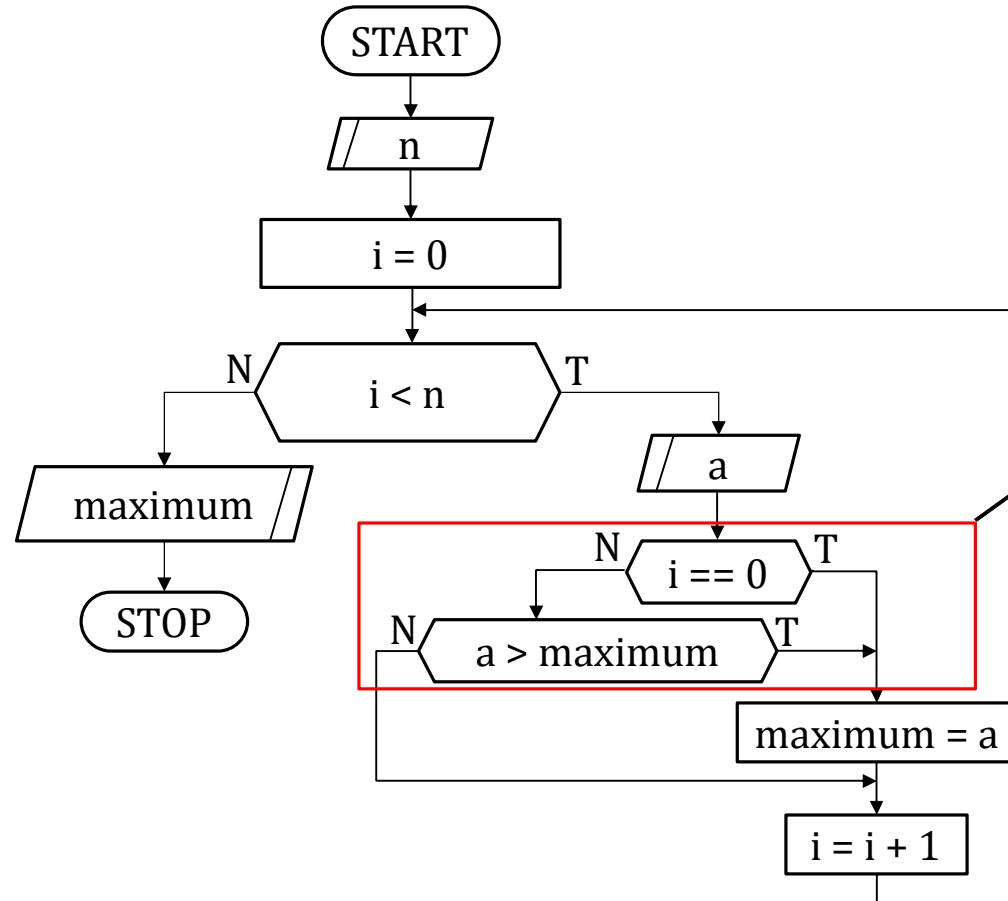 START
n
i = 0
N
i < n
T
a
maximum
N
i == 0
T
STOP
N
a > maximum
T
maximum = a
i = i + 1